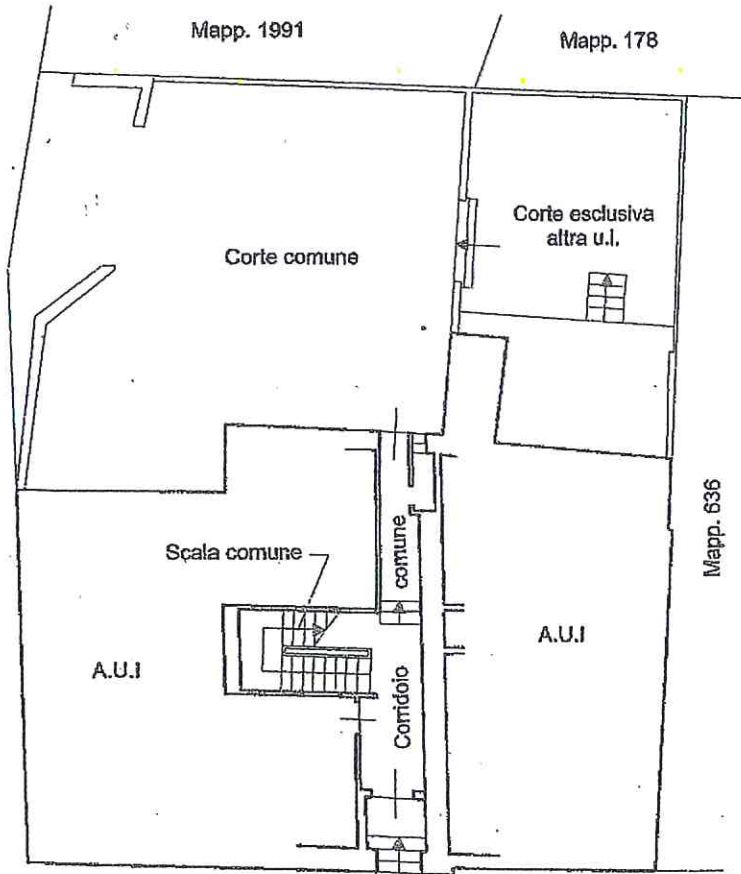 Mapp. 1991
Mapp. 178
Corte esclusiva
altra u.i.
Corte comune
Mapp. 636
Scala comune
comune
A.U.I
A.U.I
Corridoio